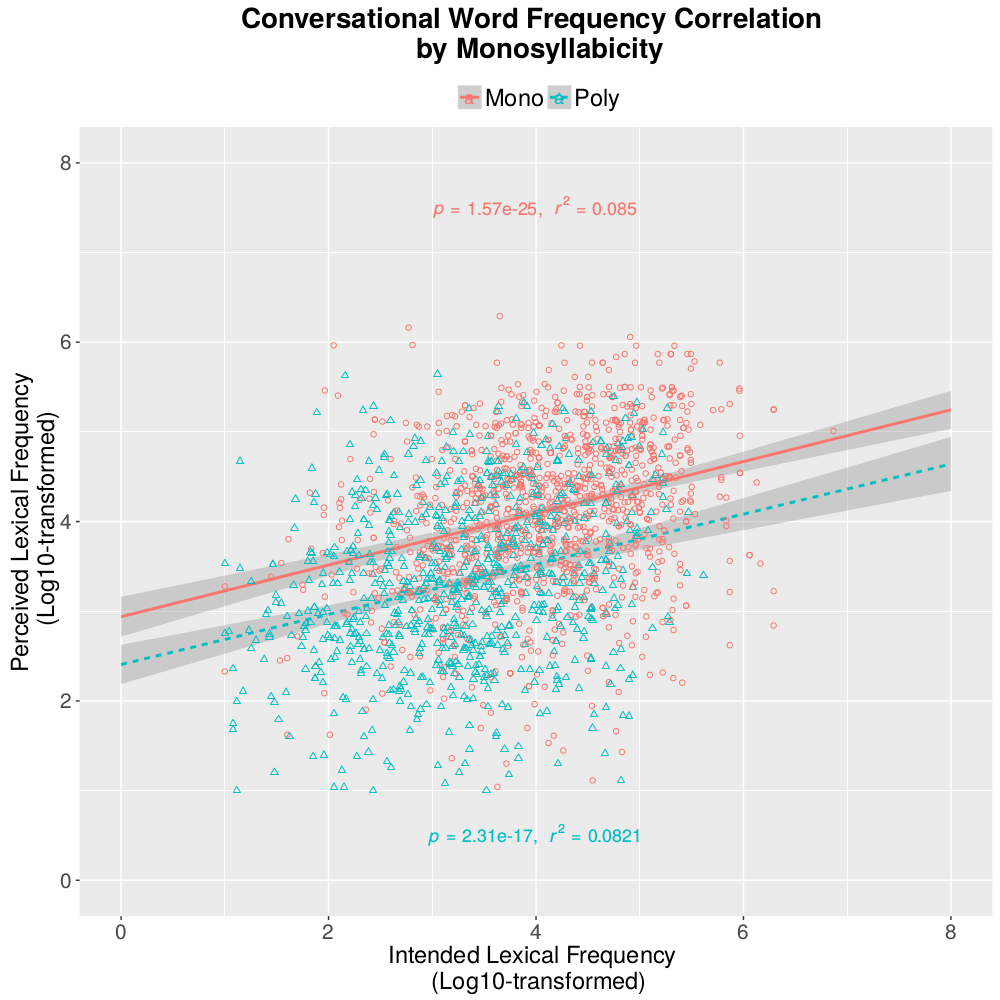 Conversational Word Frequency Correlation
by Monosyllabicity
a Mono a Poly
8
p = 1.57e-25, r² = 0.085
6
Perceived Lexical Frequency
(Log10-transformed)
4
2
p = 2.31e-17, r² = 0.0821
0
0 2 4 6 8
Intended Lexical Frequency
(Log10-transformed)